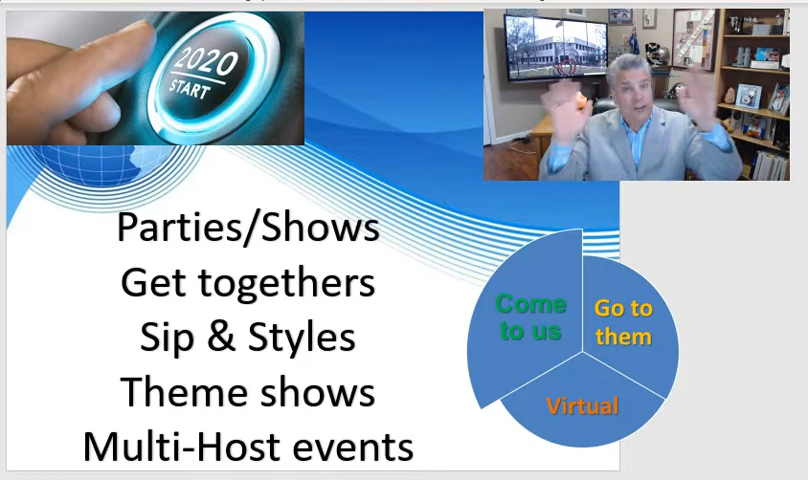 2020
START
Parties/Shows
Get togethers
Sip & Styles
Theme shows
Multi-Host events
Come
to us
Go to
them
Virtual